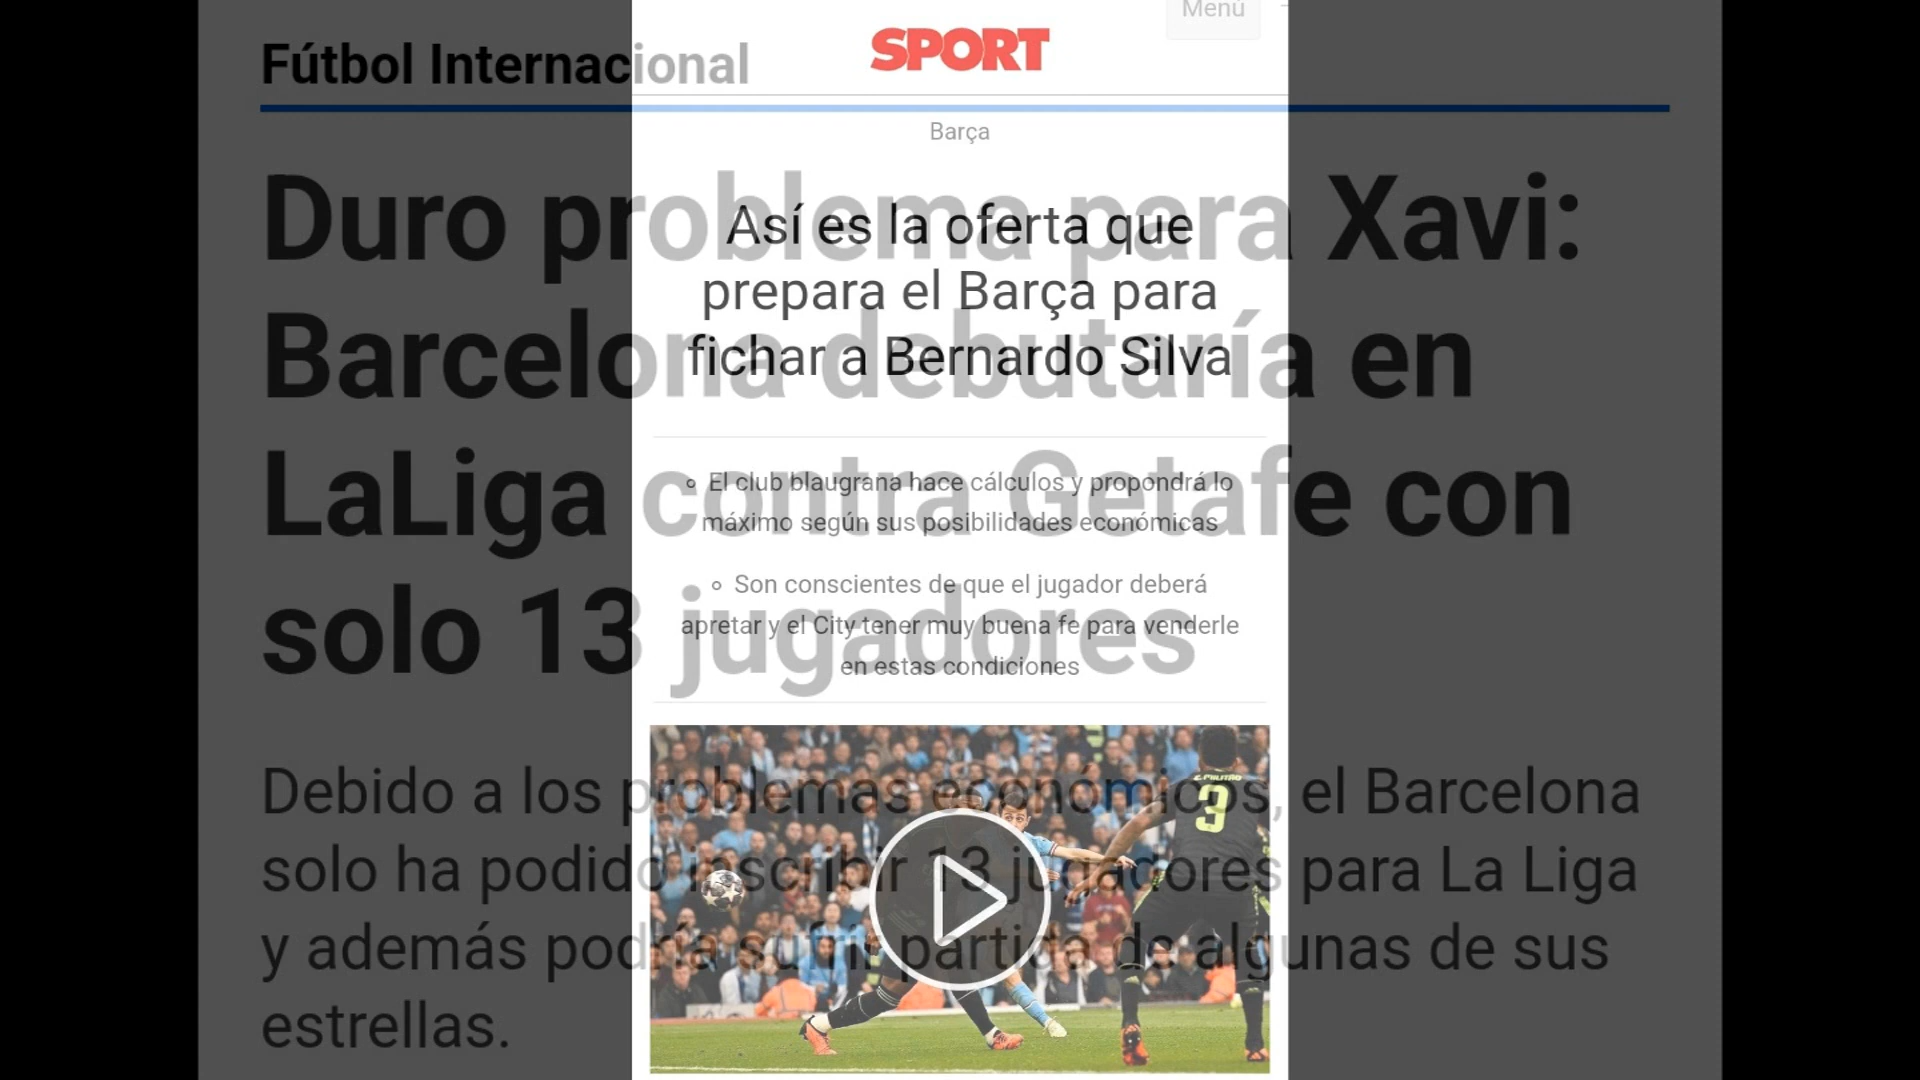 Fútbol Internacional
Duro problema para Xavi:
Barcelona debutaría en
LaLiga contra Getafe con
solo 13 jugadores
Debido a los problemas económicos, el Barcelona
solo ha podido inscribir 13 jugadores para La Liga
y además podría sufrir partida de algunas de sus
estrellas.
Menú
SPORT
Barça
Así es la oferta que
prepara el Barça para
fichar a Bernardo Silva
El club blaugrana hace cálculos y propondrá lo
máximo según sus posibilidades económicas
Son conscientes de que el jugador deberá
apretar y el City tener muy buena fe para venderle
en estas condiciones
E. MILITÃO
3